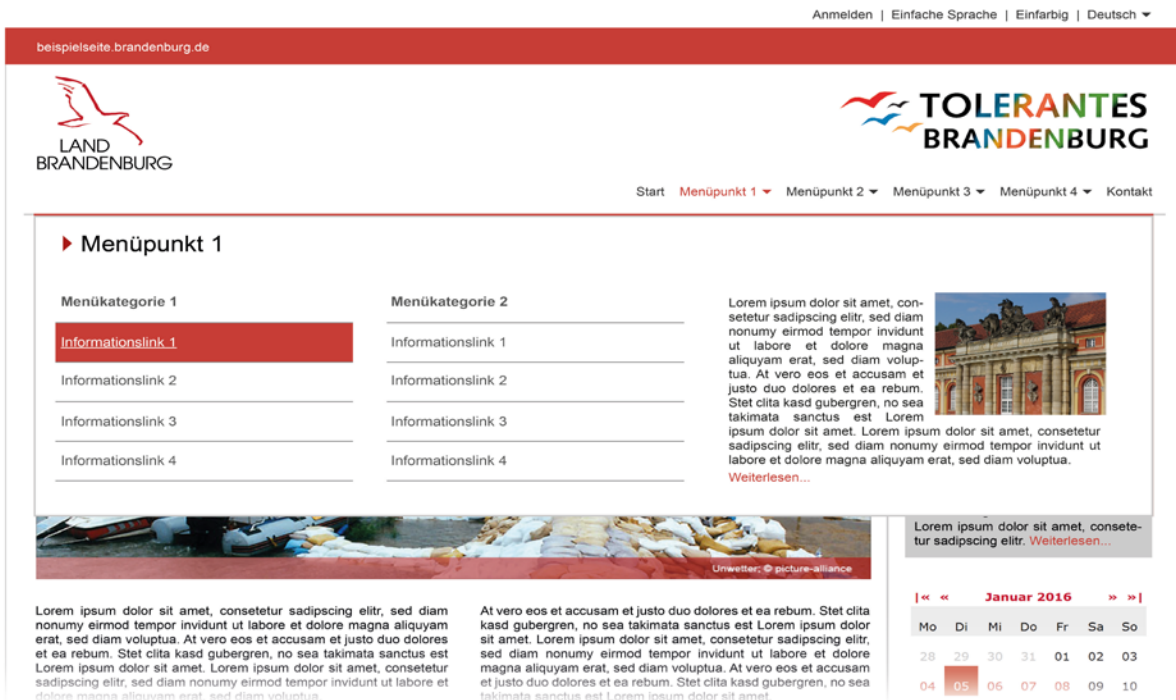 Anmelden | Einfache Sprache | Einfarbig | Deutsch
beispielseite.brandenburg.de
LAND
BRANDENBURG
TOLERANTES
BRANDENBURG
Start Menüpunkt 1 Menüpunkt 2 Menüpunkt 3 Menüpunkt 4 Kontakt
Menüpunkt 1
Menükategorie 1
Informationslink 1
Informationslink 2
Informationslink 3
Informationslink 4
Menükategorie 2
Informationslink 1
Informationslink 2
Informationslink 3
Informationslink 4
Lorem ipsum dolor sit amet, con-
setetur sadipscing elitr, sed diam
nonumy eirmod tempor invidunt
ut labore et dolore magna
aliquyam erat, sed diam volup-
tua. At vero eos et accusam et
justo duo dolores et ea rebum.
Stet clita kasd gubergren, no sea
takimata sanctus est Lorem
ipsum dolor sit amet. Lorem ipsum dolor sit amet, consetetur
sadipscing elitr, sed diam nonumy eirmod tempor invidunt ut
labore et dolore magna aliquyam erat, sed diam voluptua.
Weiterlesen...
Unwetter; © picture-alliance
Lorem ipsum dolor sit amet, consetetur sadipscing elitr, sed diam
nonumy eirmod tempor invidunt ut labore et dolore magna aliquyam
erat, sed diam voluptua. At vero eos et accusam et justo duo dolores
et ea rebum. Stet clita kasd gubergren, no sea takimata sanctus est
Lorem ipsum dolor sit amet. Lorem ipsum dolor sit amet, consetetur
sadipscing elitr, sed diam nonumy eirmod tempor invidunt ut labore et
dolore magna aliquyam erat, sed diam voluptua.
At vero eos et accusam et justo duo dolores et ea rebum. Stet clita
kasd gubergren, no sea takimata sanctus est Lorem ipsum dolor
sit amet. Lorem ipsum dolor sit amet, consetetur sadipscing elitr,
sed diam nonumy eirmod tempor invidunt ut labore et dolore
magna aliquyam erat, sed diam voluptua. At vero eos et accusam
et justo duo dolores et ea rebum. Stet clita kasd gubergren, no sea
takimata sanctus est Lorem ipsum dolor sit amet.
Lorem ipsum dolor sit amet, consete-
tur sadipscing elitr. Weiterlesen...
|« « Januar 2016 » »|
Mo Di Mi Do Fr Sa So
28 29 30 31 01 02 03
04 05 06 07 08 09 10